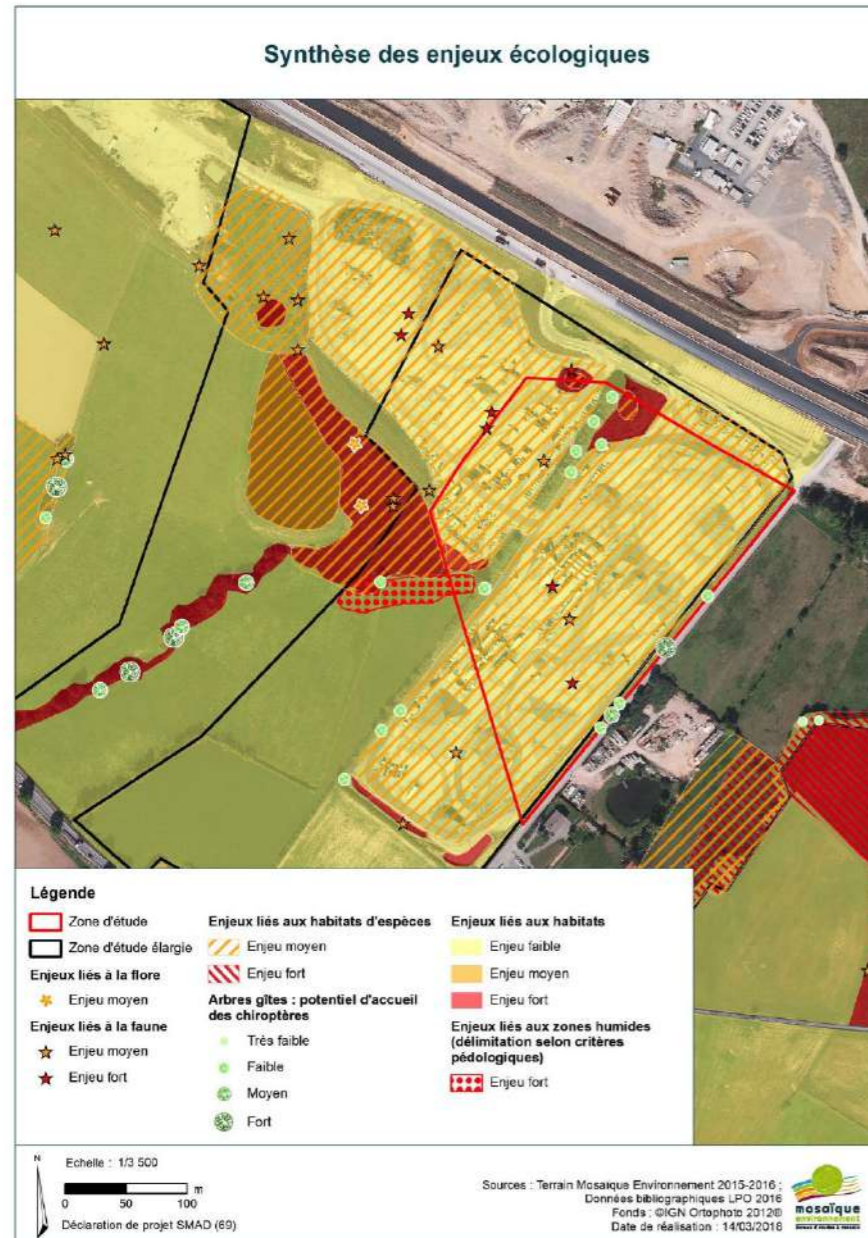 Synthèse des enjeux écologiques
Légende
Zone d'étude
Zone d'étude élargie
Enjeux liés à la flore
Enjeu moyen
Enjeux liés à la faune
Enjeu moyen
Enjeu fort
Enjeux liés aux habitats d'espèces
Enjeu moyen
Enjeu fort
Arbres gîtes : potentiel d'accueil
des chiroptères
Très faible
Faible
Moyen
Fort
Enjeux liés aux habitats
Enjeu faible
Enjeu moyen
Enjeu fort
Enjeux liés aux zones humides
(délimitation selon critères
pédologiques)
Enjeu fort
N
Echelle : 1/3 500
m
0 50 100
Déclaration de projet SMAD (69)
Sources : Terrain Mosaïque Environnement 2015-2016 ;
Données bibliographiques LPO 2016
Fonds : ©IGN Ortophoto 2012®
Date de réalisation : 14/03/2018
mosaïque
environnement